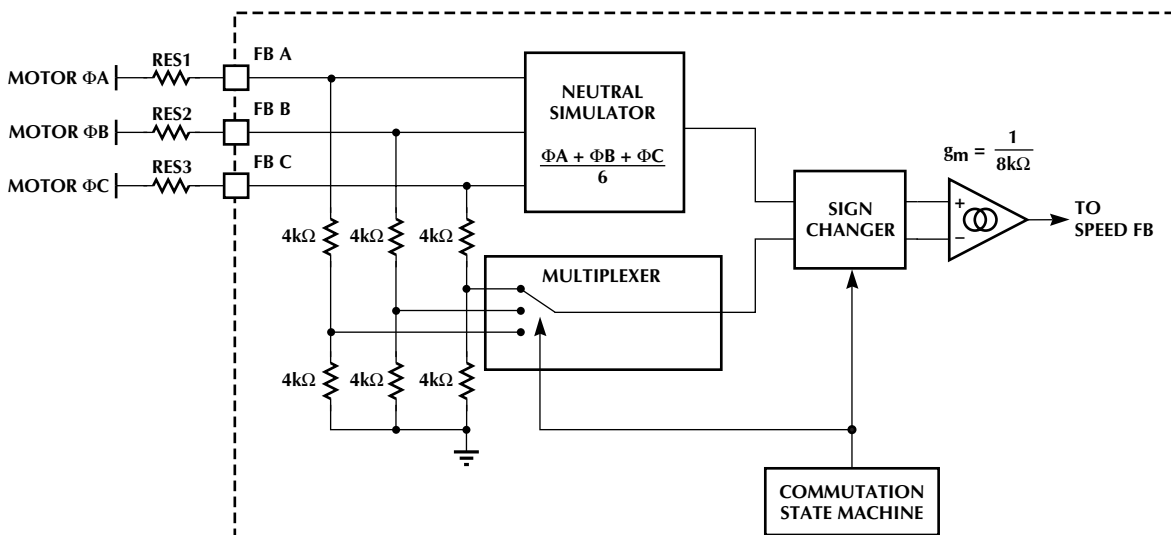 RES1
FB A
MOTOR ΦA
RES2
FB B
MOTOR ΦB
RES3
FB C
MOTOR ΦC
NEUTRAL
SIMULATOR
ΦA + ΦB + ΦC
6
4kΩ
4kΩ
4kΩ
MULTIPLEXER
4kΩ
4kΩ
4kΩ
SIGN
CHANGER
gm = 1
8kΩ
+
−
TO
SPEED FB
COMMUTATION
STATE MACHINE